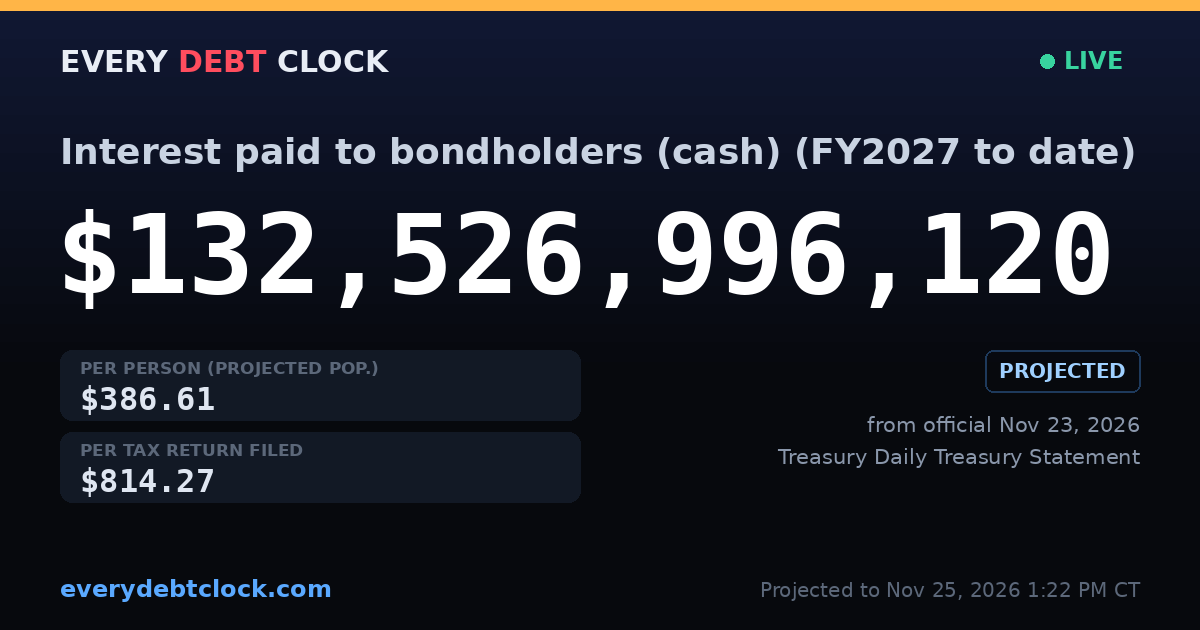 EVERY DEBT CLOCK
LIVE
Interest paid to bondholders (cash) (FY2027 to date)
$132,526,996,120
PER PERSON (PROJECTED POP.)
$386.61
PER TAX RETURN FILED
$814.27
PROJECTED
from official Nov 23, 2026
Treasury Daily Treasury Statement
everydebtclock.com
Projected to Nov 25, 2026 1:22 PM CT